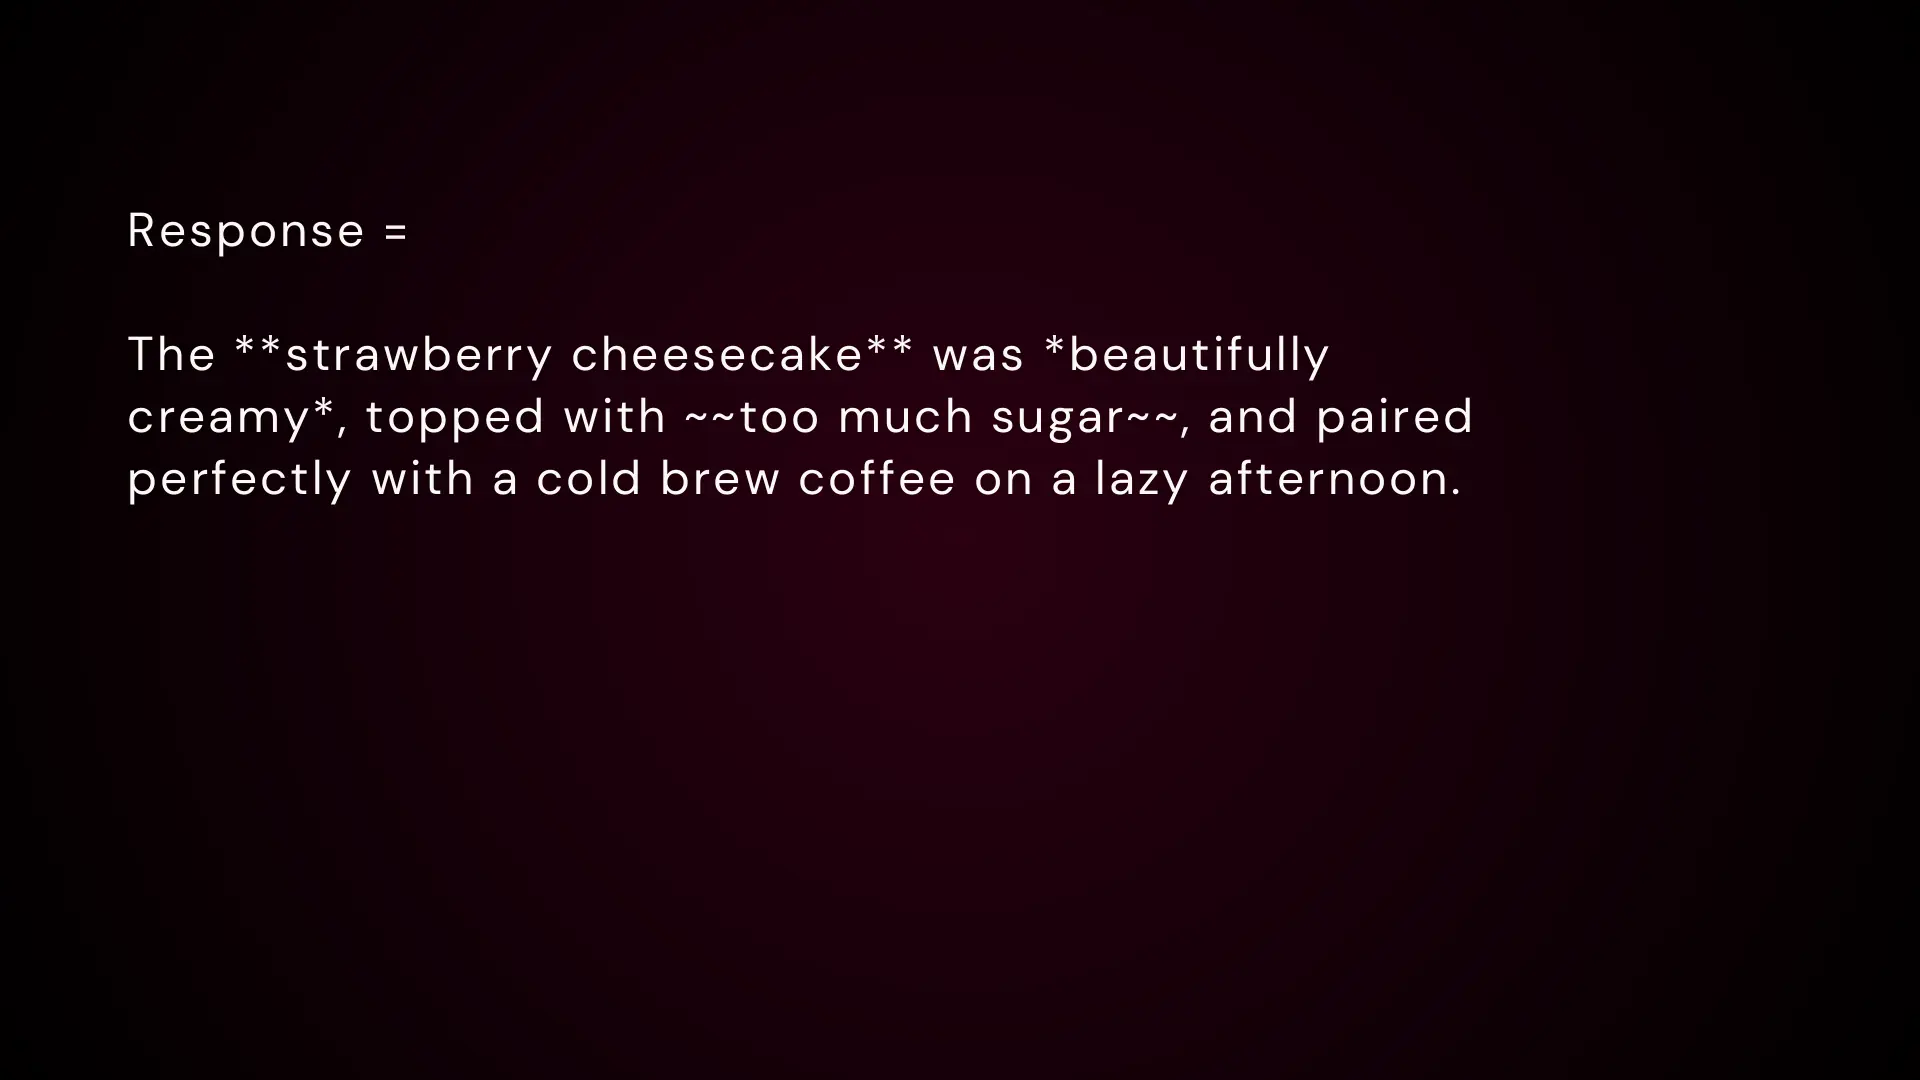 Response =
The **strawberry cheesecake** was *beautifully
creamy*, topped with ~~too much sugar~~, and paired
perfectly with a cold brew coffee on a lazy afternoon.